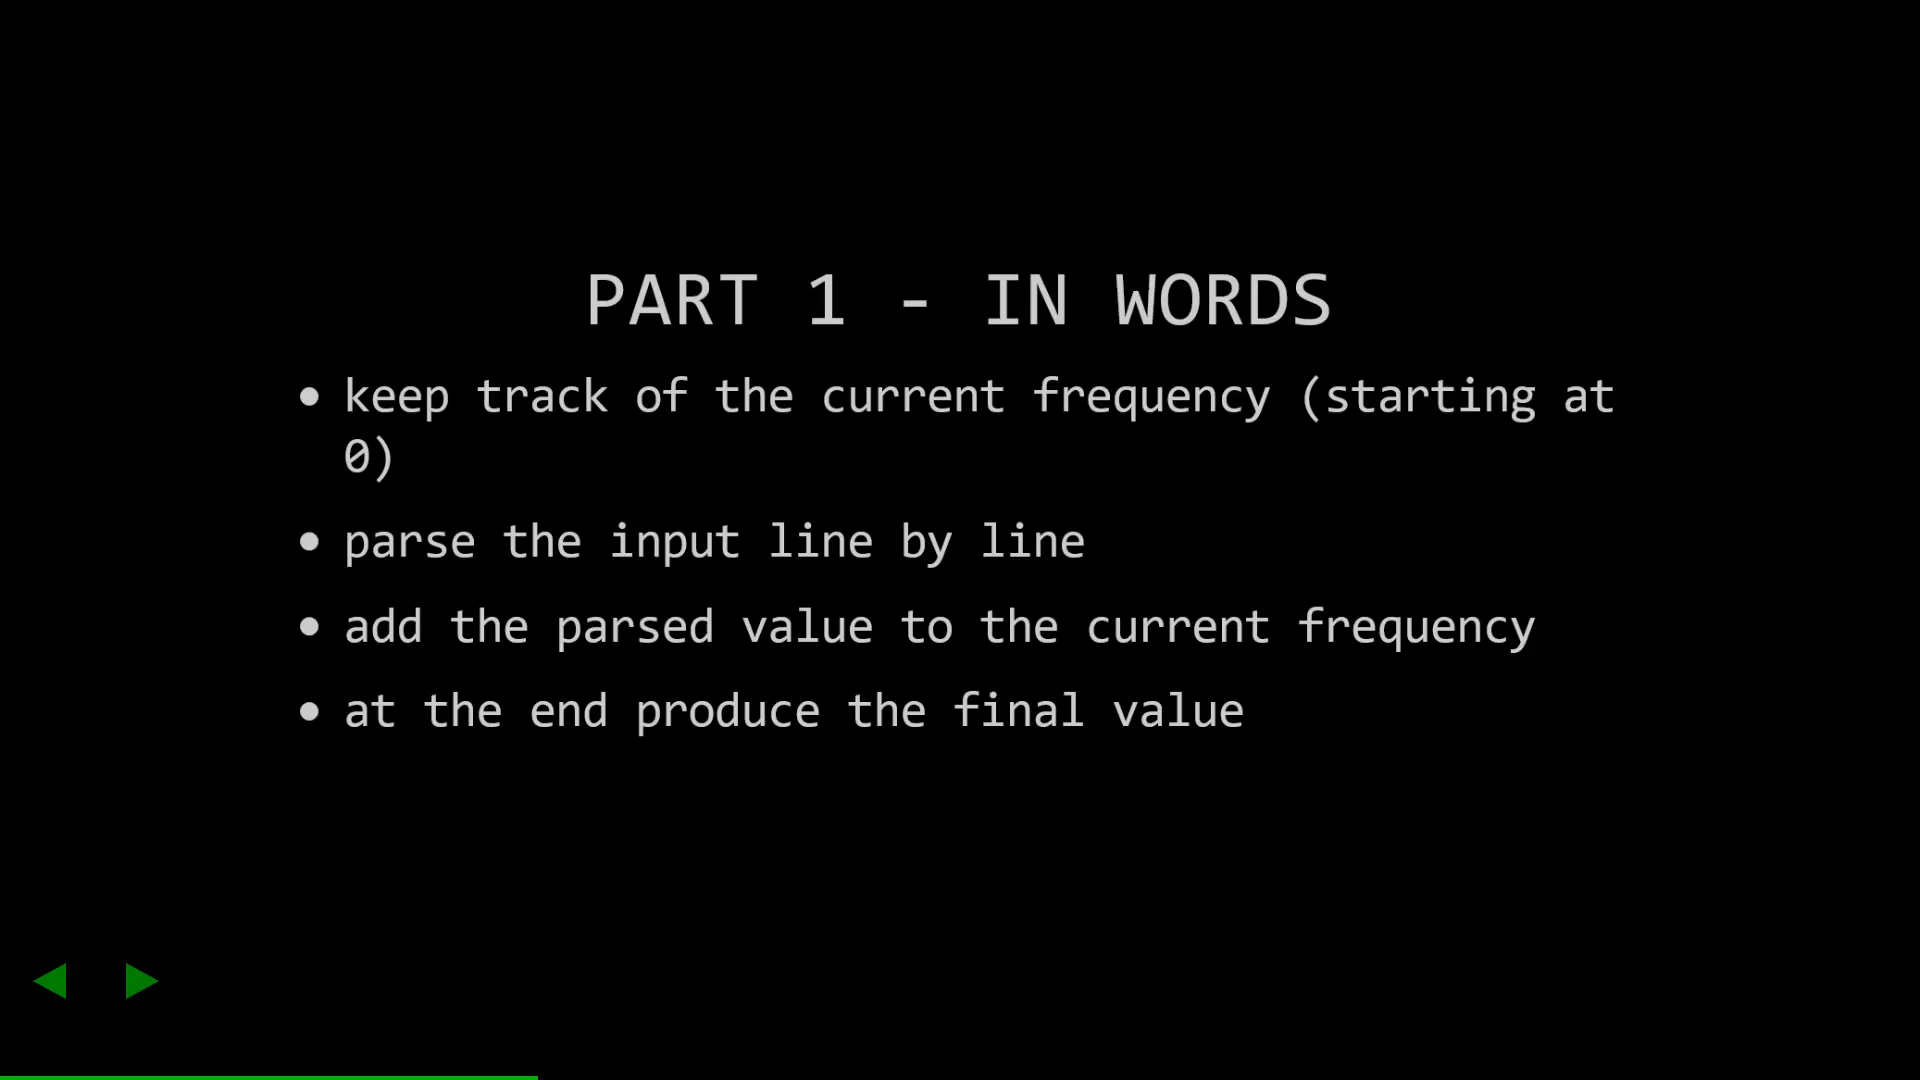 PART 1 - IN WORDS
• keep track of the current frequency (starting at
0)
• parse the input line by line
• add the parsed value to the current frequency
• at the end produce the final value